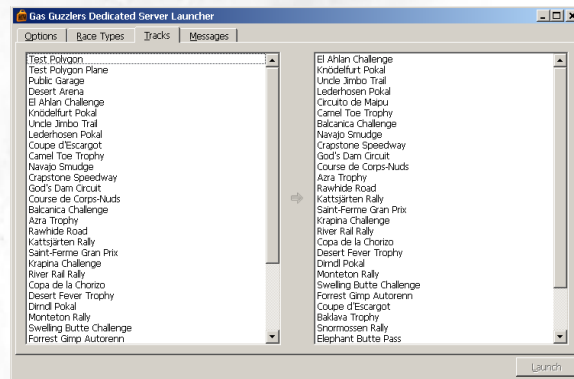 Gas Guzzlers Dedicated Server Launcher
Options Race Types Tracks Messages
Test Polygon
Test Polygon Plane
Public Garage
Desert Arena
El Ahlan Challenge
Knödelfurt Pokal
Uncle Jimbo Trail
Lederhosen Pokal
Coupe d'Escargot
Camel Toe Trophy
Navajo Smudge
Crapstone Speedway
God's Dam Circuit
Course de Corps-Nuds
Balcanica Challenge
Azra Trophy
Rawhide Road
Kattsjärten Rally
Saint-Ferme Gran Prix
Krapina Challenge
River Rail Rally
Copa de la Chorizo
Desert Fever Trophy
Dirndl Pokal
Monteton Rally
Swelling Butte Challenge
Forrest Gimp Autorenn
El Ahlan Challenge
Knödelfurt Pokal
Uncle Jimbo Trail
Lederhosen Pokal
Circuito de Maipu
Camel Toe Trophy
Balcanica Challenge
Navajo Smudge
Crapstone Speedway
God's Dam Circuit
Course de Corps-Nuds
Azra Trophy
Rawhide Road
Kattsjärten Rally
Saint-Ferme Gran Prix
Krapina Challenge
River Rail Rally
Copa de la Chorizo
Desert Fever Trophy
Dirndl Pokal
Monteton Rally
Swelling Butte Challenge
Forrest Gimp Autorenn
Coupe d'Escargot
Baklava Trophy
Snormossen Rally
Elephant Butte Pass
Launch